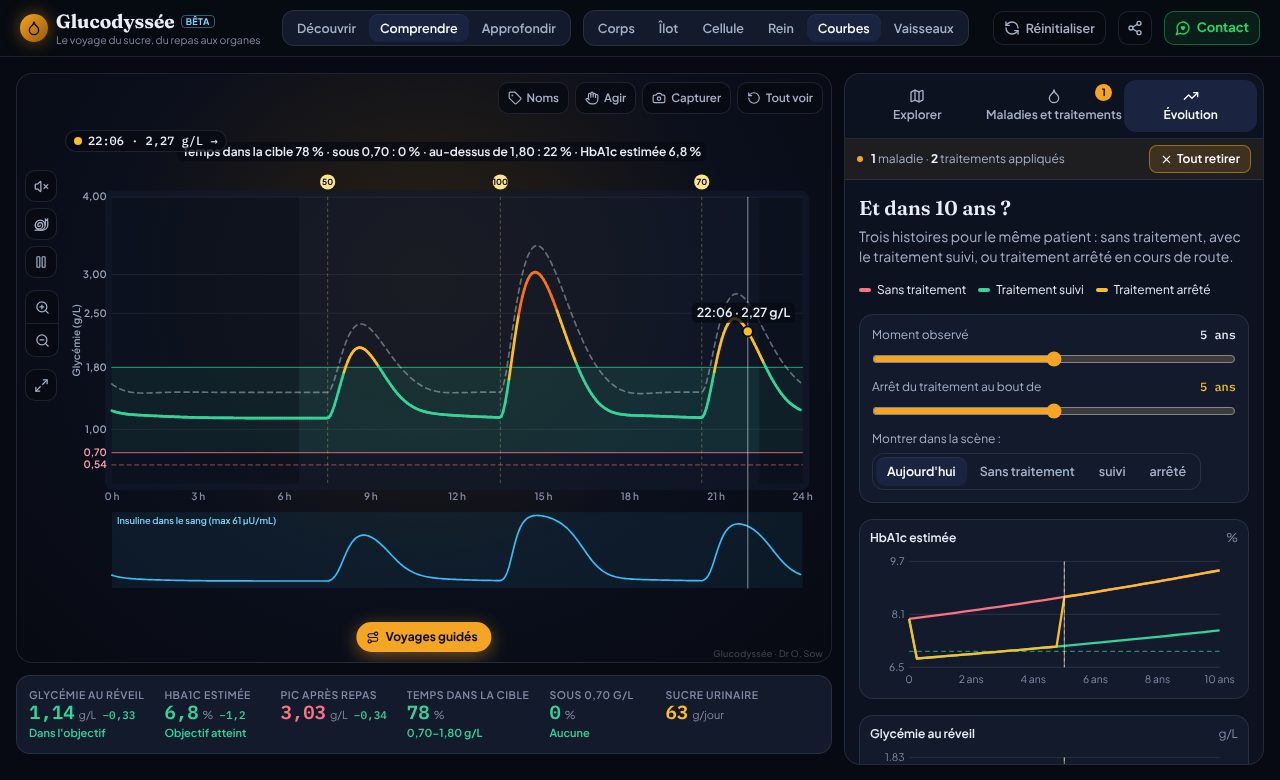 Glucodyssée BÊTA
Le voyage du sucre, du repas aux organes
Découvrir Comprendre Approfondir
Corps Îlot Cellule Rein Courbes Vaisseaux
Réinitialiser
Contact
Noms Agir Capturer Tout voir
22:06 · 2,27 g/L →
Temps dans la cible 78 % · sous 0,70 : 0 % · au-dessus de 1,80 : 22 % · HbA1c estimée 6,8 %
50 100 70
4,00
3,00
2,50
1,80
1,00
0,70
0,54
Glycémie (g/L)
22:06 · 2,27 g/L
0 h 3 h 6 h 9 h 12 h 15 h 18 h 21 h 24 h
Insuline dans le sang (max 61 µU/mL)
Voyages guidés
Glucodyssée · Dr O. Sow
GLYCÉMIE AU RÉVEIL
1,14 g/L −0,33
Dans l'objectif
HBA1C ESTIMÉE
6,8 % −1,2
Objectif atteint
PIC APRÈS REPAS
3,03 g/L −0,34
TEMPS DANS LA CIBLE
78 %
0,70–1,80 g/L
SOUS 0,70 G/L
0 %
Aucune
SUCRE URINAIRE
63 g/jour
Explorer
Maladies et traitements 1
Évolution
1 maladie · 2 traitements appliqués
Tout retirer
Et dans 10 ans ?
Trois histoires pour le même patient : sans traitement, avec
le traitement suivi, ou traitement arrêté en cours de route.
Sans traitement Traitement suivi Traitement arrêté
Moment observé 5 ans
Arrêt du traitement au bout de 5 ans
Montrer dans la scène :
Aujourd'hui Sans traitement suivi arrêté
HbA1c estimée %
9.7
8.1
6.5
0 2 ans 4 ans 6 ans 8 ans 10 ans
Glycémie au réveil g/L
1.83